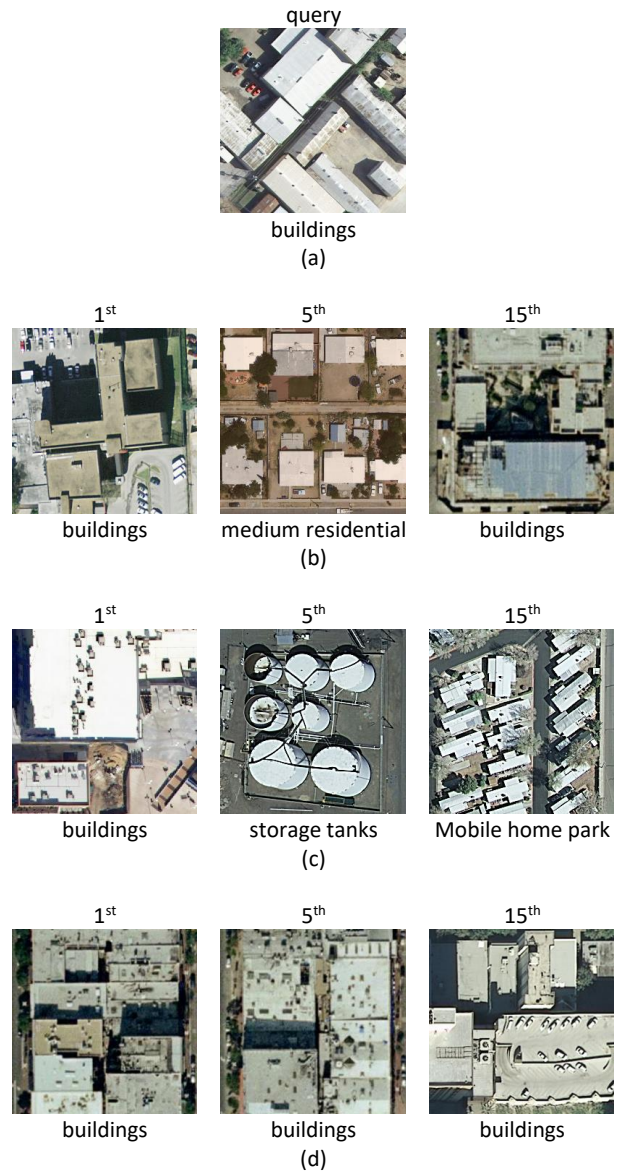 query
buildings
(a)
1st 5th 15th
buildings medium residential buildings
(b)
1st 5th 15th
buildings storage tanks Mobile home park
(c)
1st 5th 15th
buildings buildings buildings
(d)